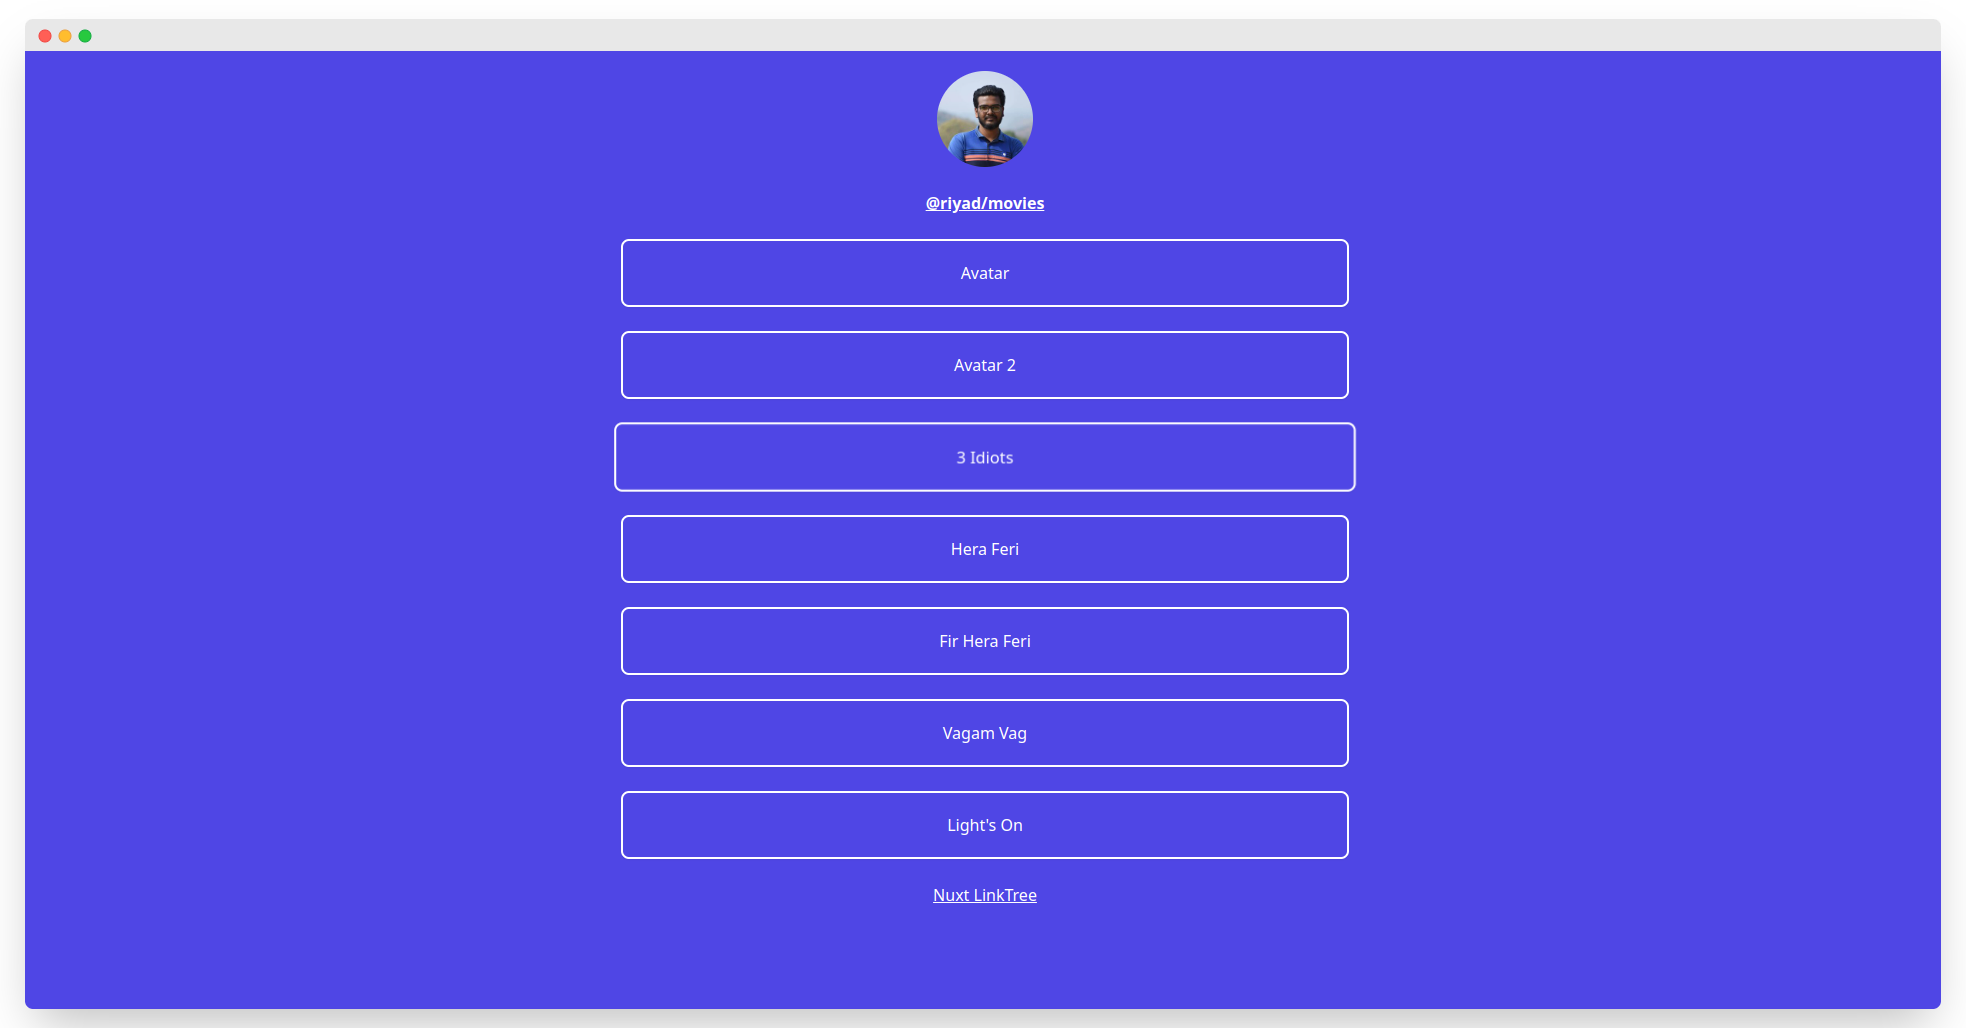 @riyad/movies
Avatar
Avatar 2
3 Idiots
Hera Feri
Fir Hera Feri
Vagam Vag
Light's On
Nuxt LinkTree